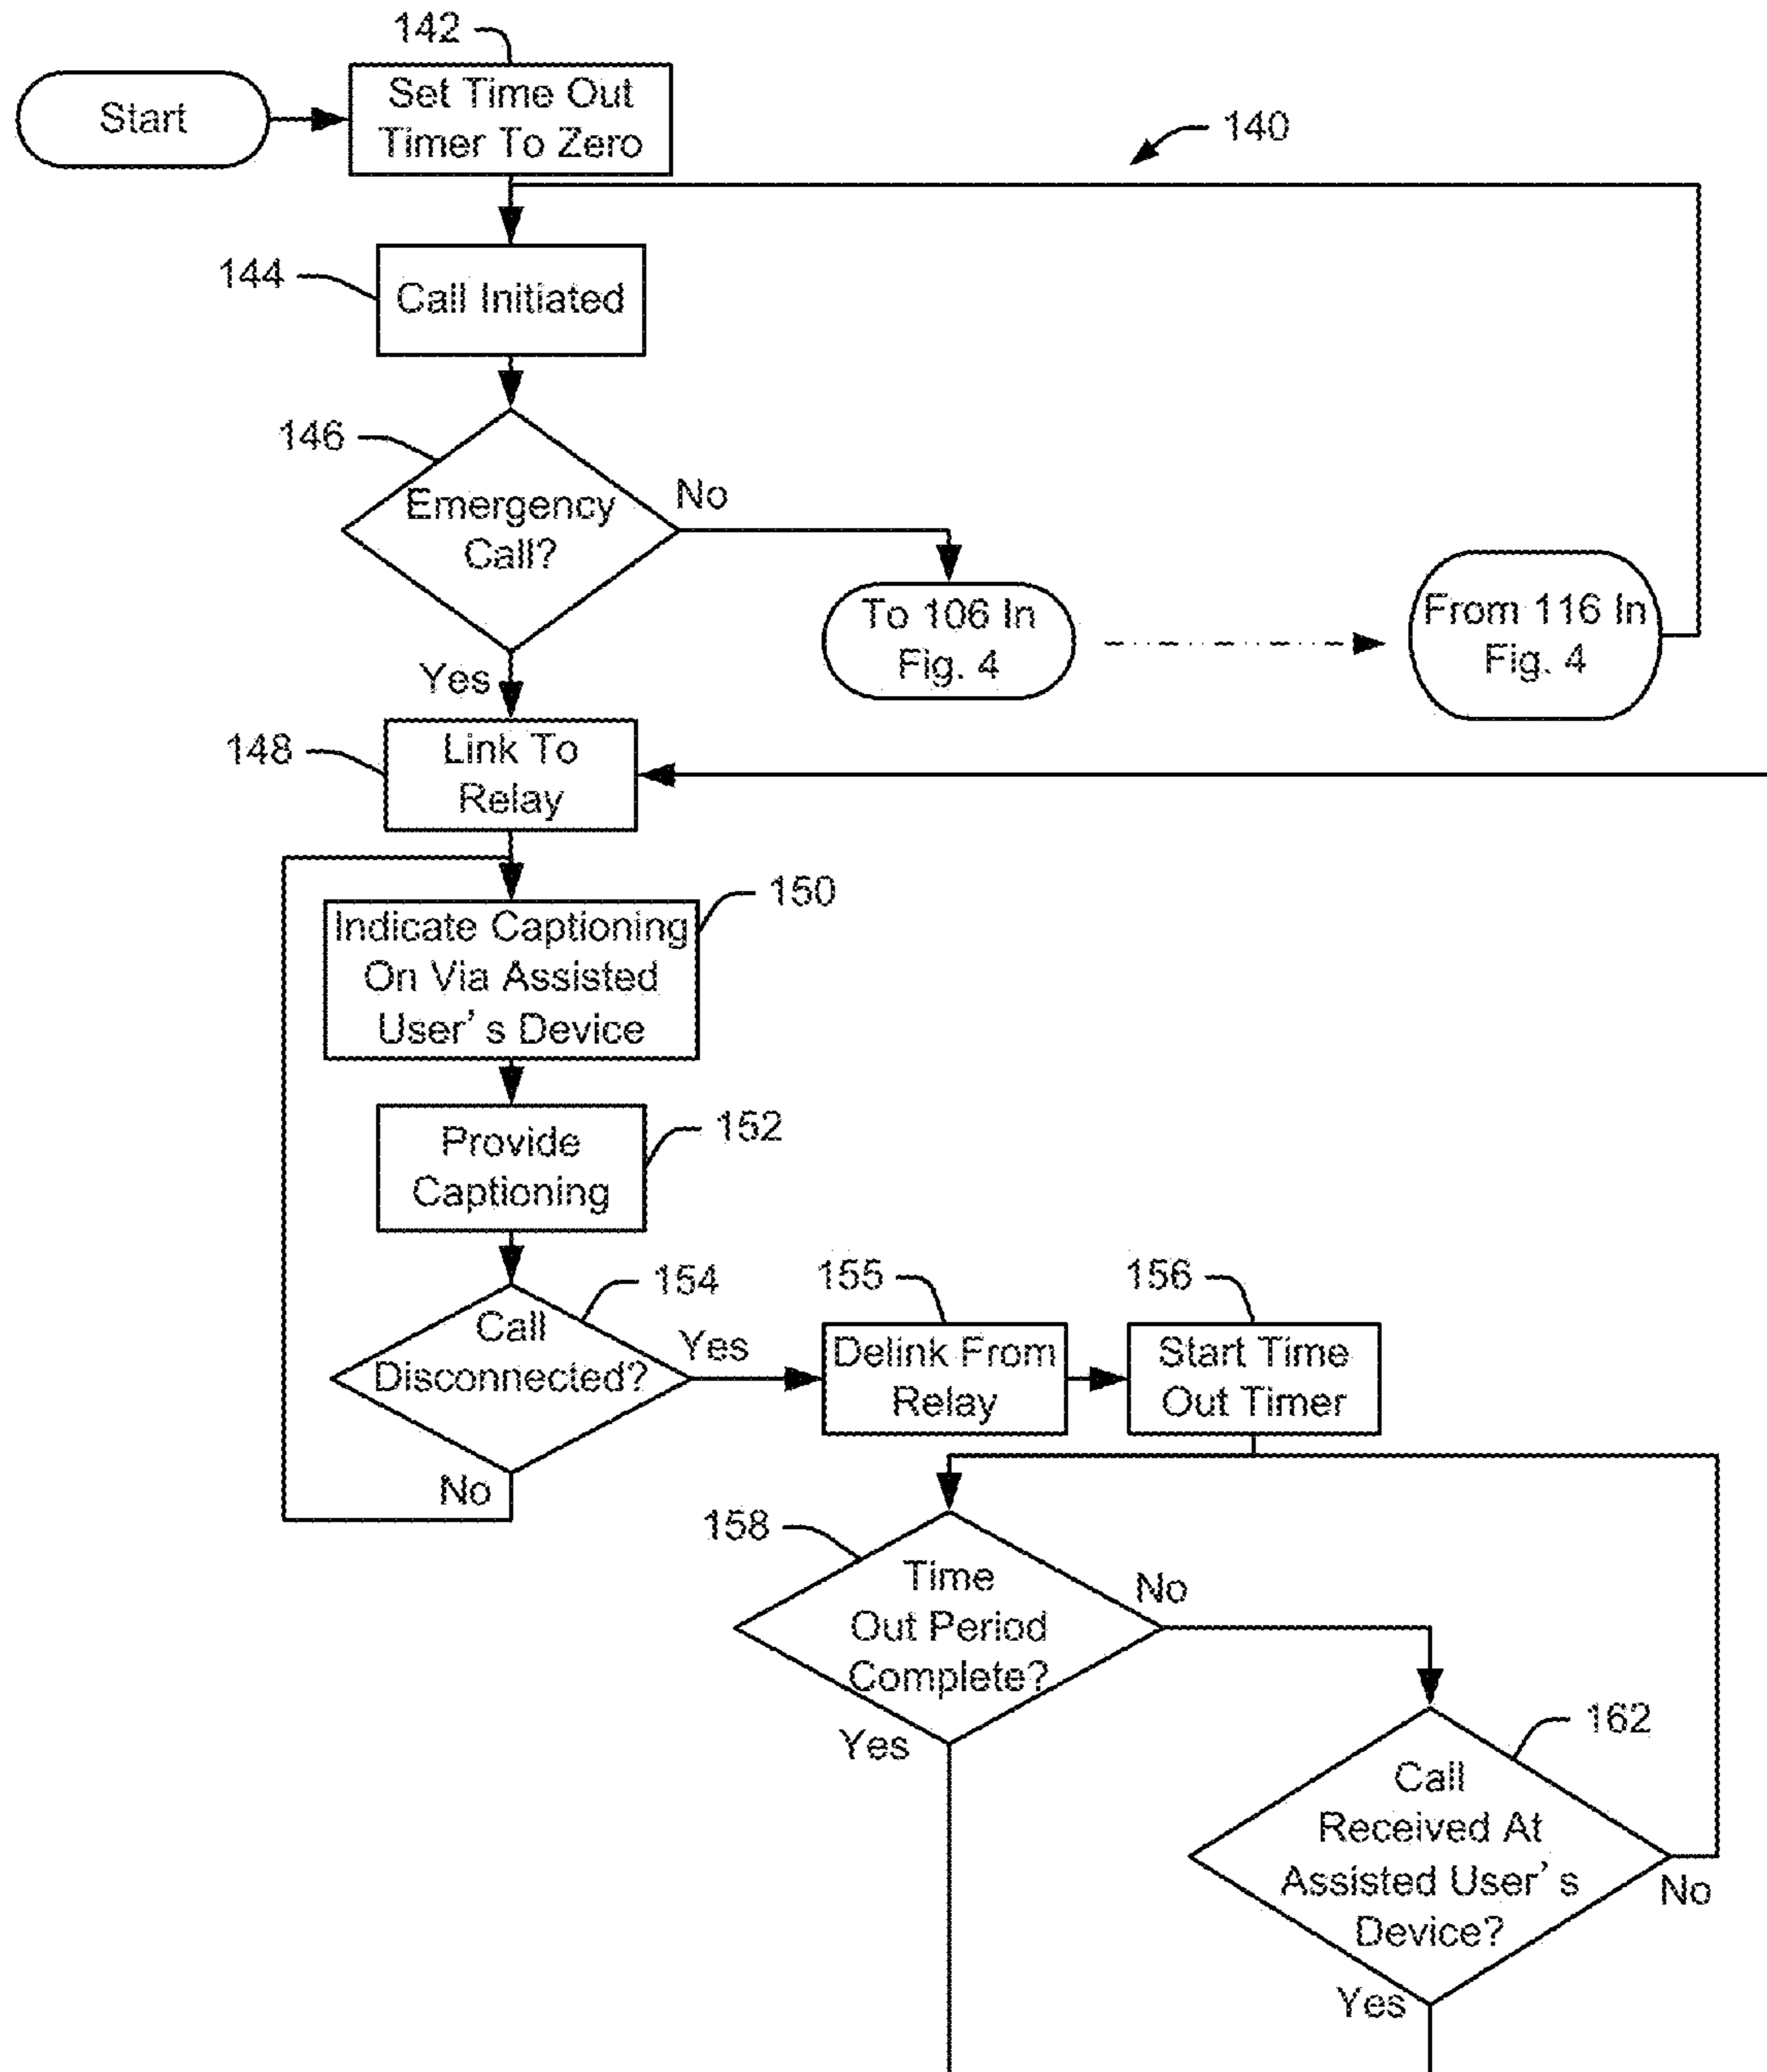 142
Start
Set Time Out
Timer To Zero
140
144
Call Initiated
146
Emergency
Call?
No
To 106 In
Fig. 4
From 116 In
Fig. 4
Yes
148
Link To
Relay
150
Indicate Captioning
On Via Assisted
User's Device
Provide
Captioning
152
154
Call
Disconnected?
Yes
No
155
Delink From
Relay
156
Start Time
Out Timer
158
Time
Out Period
Complete?
No
Yes
162
Call
Received At
Assisted User's
Device?
No
Yes